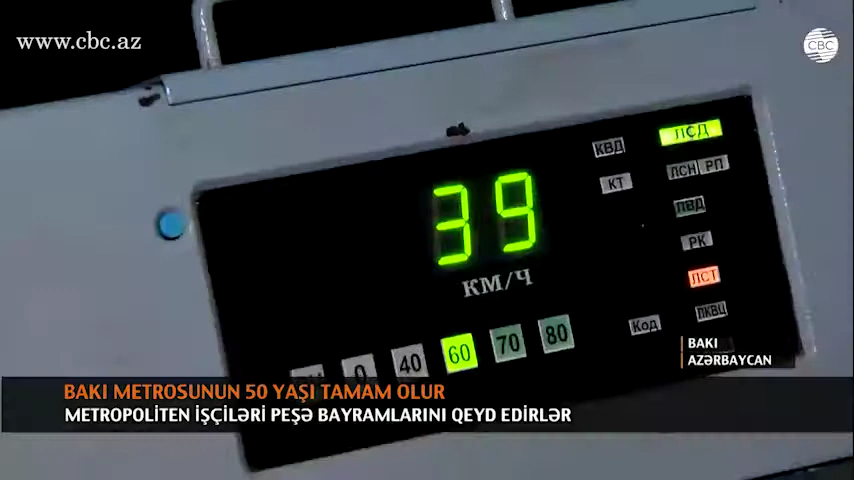 www.cbc.az
CBC
39
КМ/Ч
КВД
КТ
ЛСД
ЛСН РП
ПВД
РК
ЛСТ
ЛКВЦ
Код
0 40 60 70 80
BAKI
AZƏRBAYCAN
BAKI METROSUNUN 50 YAŞI TAMAM OLUR
METROPOLİTEN İŞÇİLƏRİ PEŞƏ BAYRAMLARINI QEYD EDİRLƏR